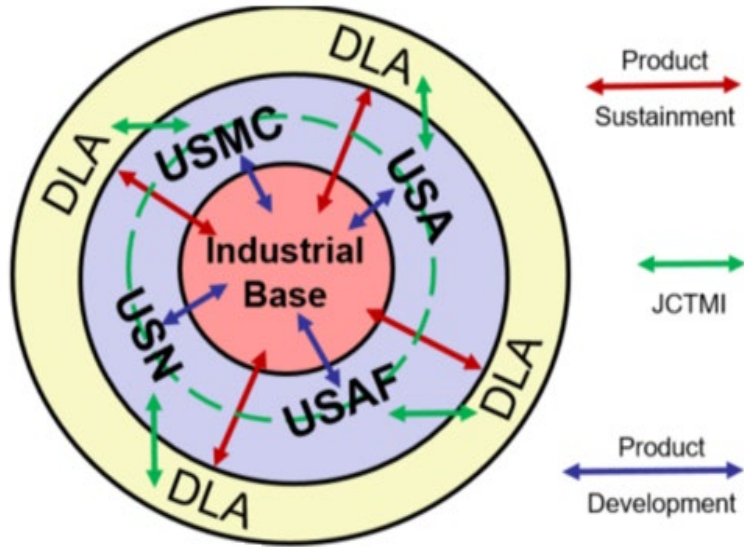 DLA
DLA
USMC
USA
Industrial
Base
USN
USAF
DLA
DLA
Product
Sustainment
JCTMI
Product
Development